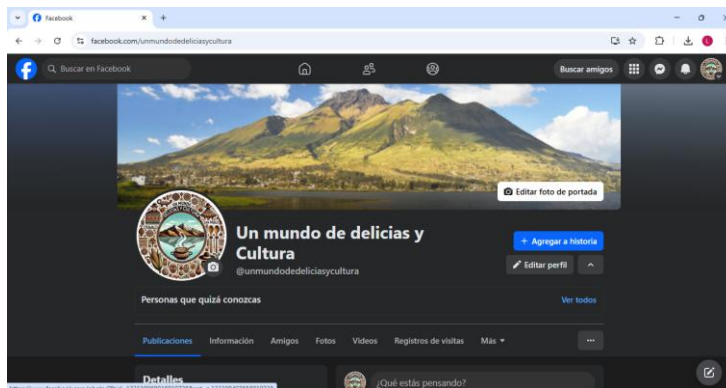 Facebook
facebook.com/unmundodedeliciasycultura
Buscar en Facebook
Buscar amigos
Editar foto de portada
Un mundo de delicias y
Cultura
@unmundodedeliciasycultura
+ Agregar a historia
Editar perfil
Personas que quizá conozcas
Ver todos
Publicaciones Información Amigos Fotos Videos Registros de visitas Más
Detalles
¿Qué estás pensando?